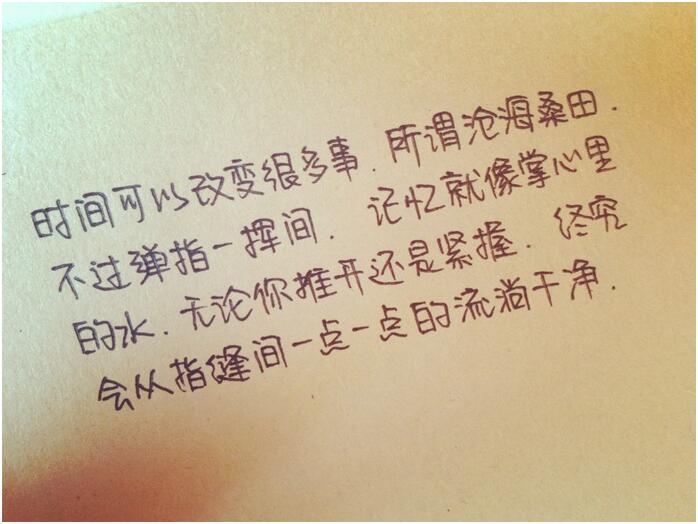 时间可以改变很多事.所谓沧海桑田.
不过弹指一挥间. 记忆就像掌心里
的水.无论你推开还是紧握.终究
会从指缝间一点一点的流淌干净.